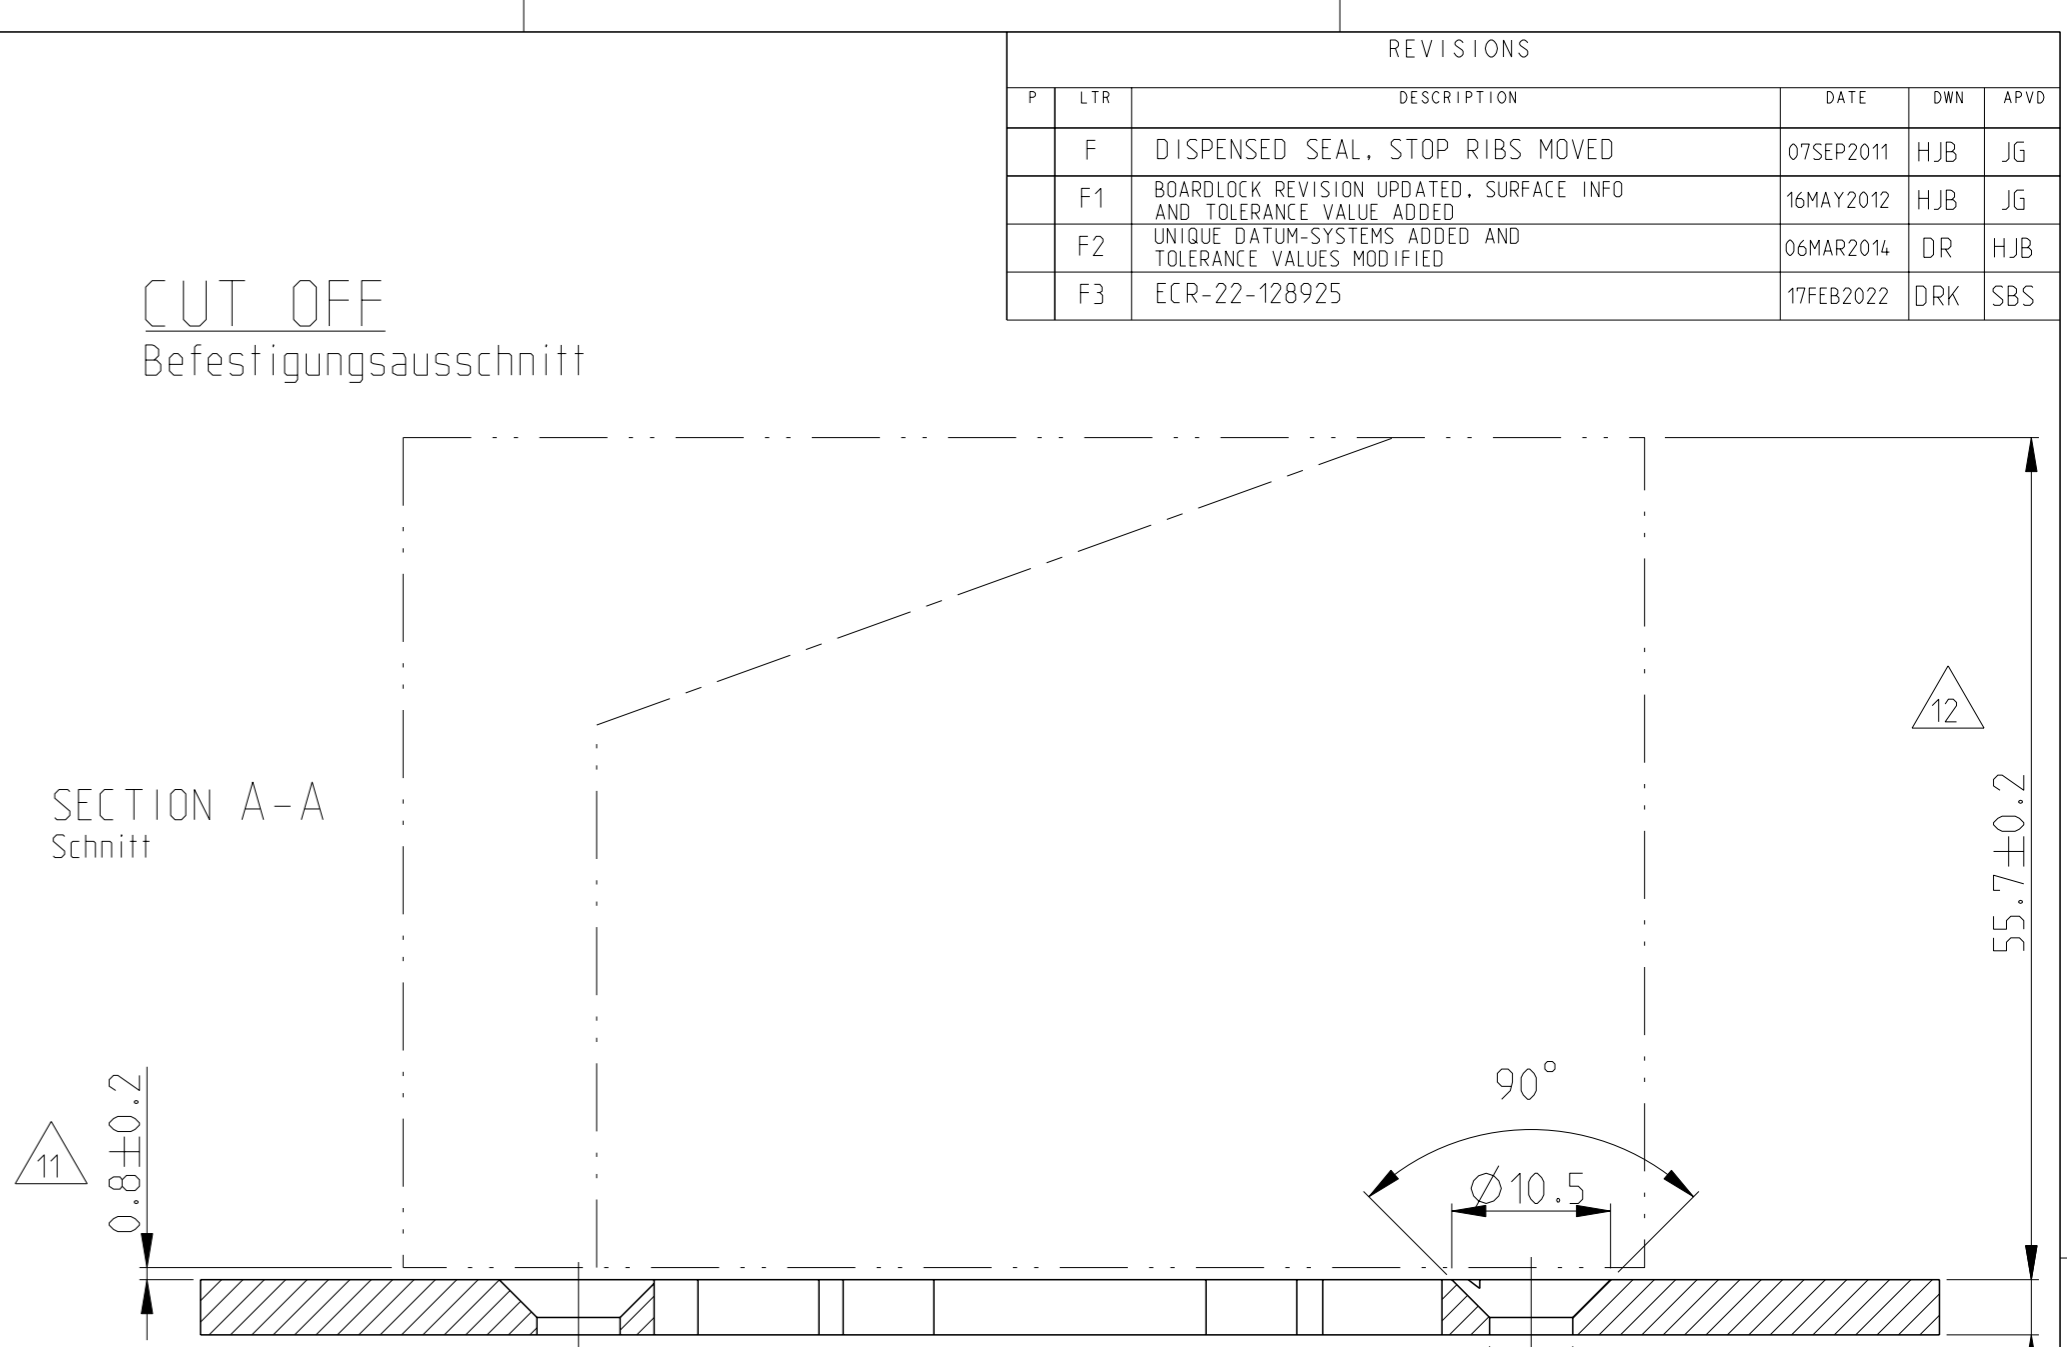 REVISIONS
P LTR DESCRIPTION DATE DWN APVD
F DISPENSED SEAL, STOP RIBS MOVED 07SEP2011 HJB JG
F1 BOARDLOCK REVISION UPDATED, SURFACE INFO
AND TOLERANCE VALUE ADDED 16MAY2012 HJB JG
F2 UNIQUE DATUM-SYSTEMS ADDED AND
TOLERANCE VALUES MODIFIED 06MAR2014 DR HJB
F3 ECR-22-128925 17FEB2022 DRK SBS
CUT OFF
Befestigungsausschnitt
12
SECTION A-A
Schnitt
55.7±0.2
90°
11
0.8±0.2
Ø10.5